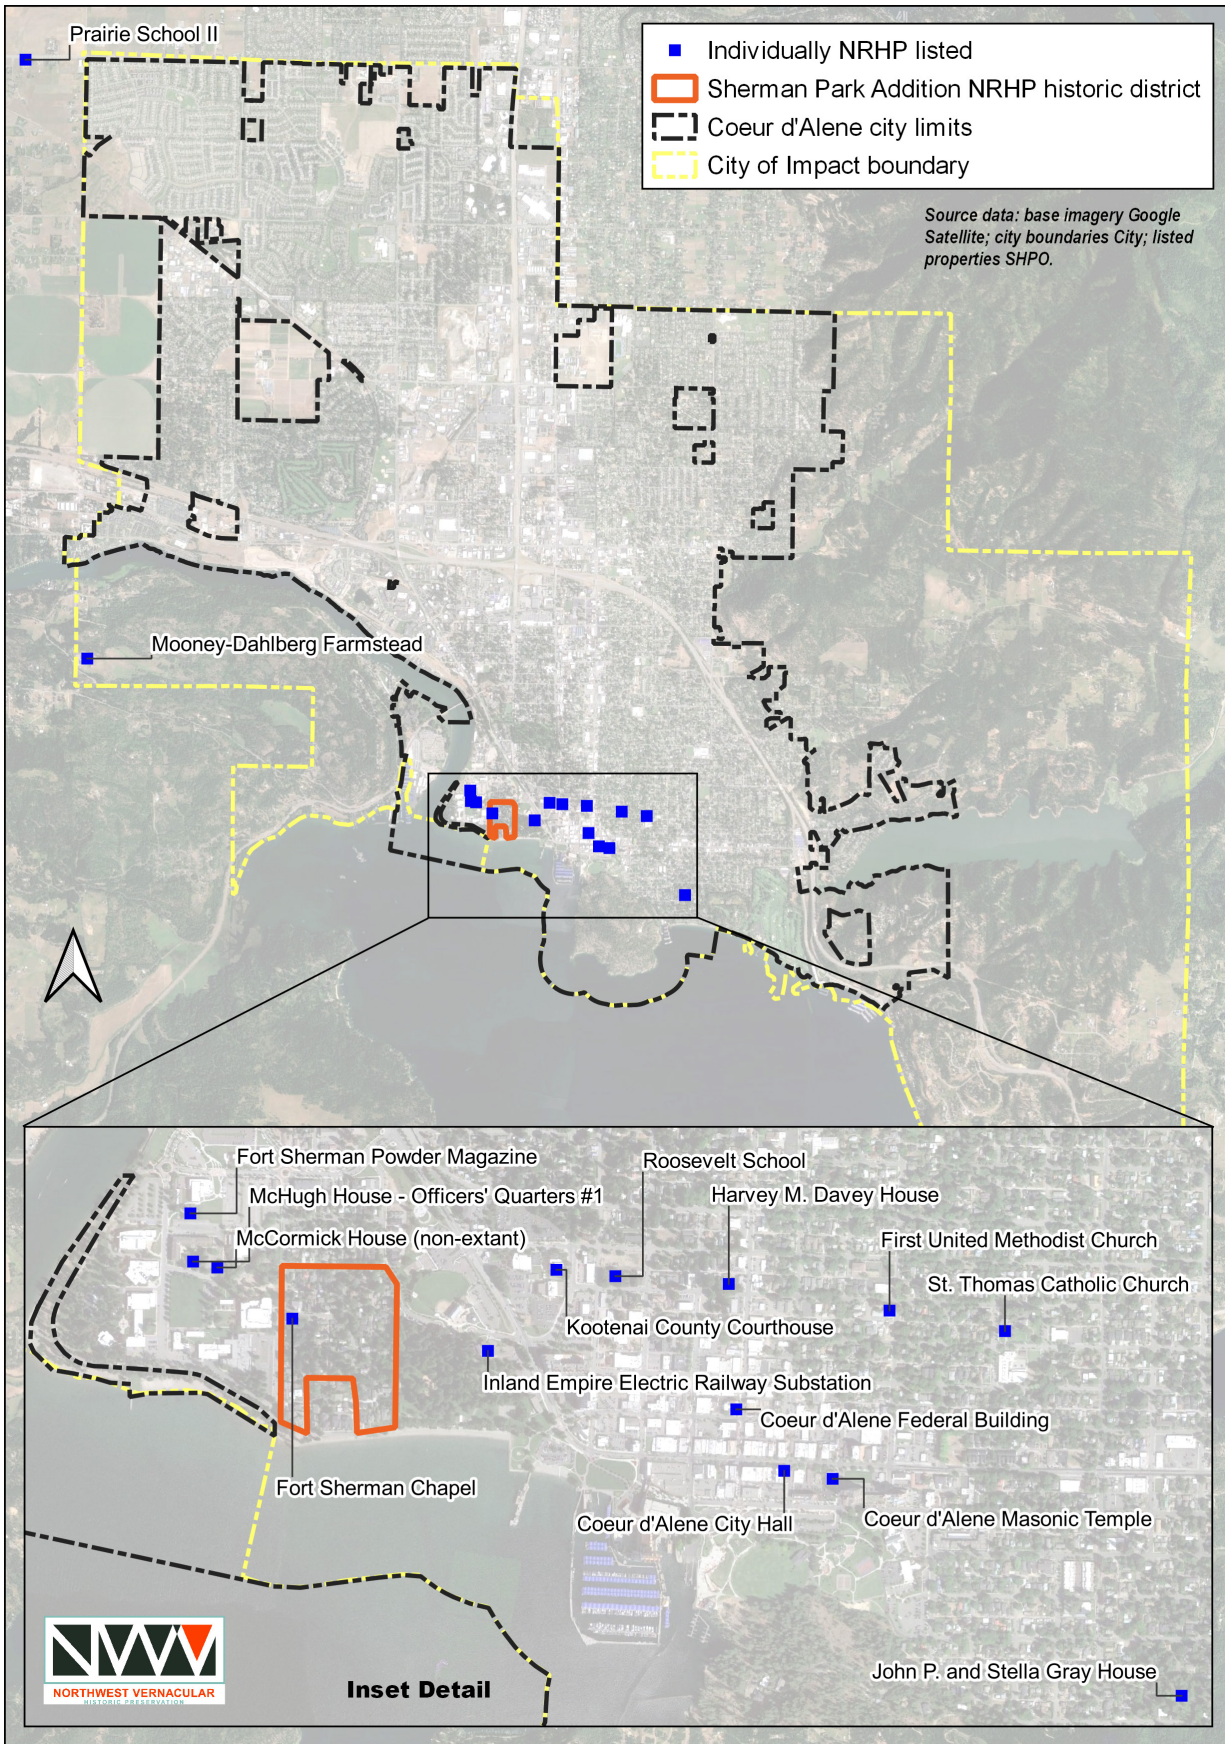 Prairie School II
Individually NRHP listed
Sherman Park Addition NRHP historic district
Coeur d'Alene city limits
City of Impact boundary
Source data: base imagery Google
Satellite; city boundaries City; listed
properties SHPO.
Mooney-Dahlberg Farmstead
Fort Sherman Powder Magazine
McHugh House - Officers' Quarters #1
McCormick House (non-extant)
Roosevelt School
Harvey M. Davey House
First United Methodist Church
St. Thomas Catholic Church
Kootenai County Courthouse
Inland Empire Electric Railway Substation
Coeur d'Alene Federal Building
Fort Sherman Chapel
Coeur d'Alene City Hall
Coeur d'Alene Masonic Temple
John P. and Stella Gray House
Inset Detail
NWV
NORTHWEST VERNACULAR
HISTORIC PRESERVATION